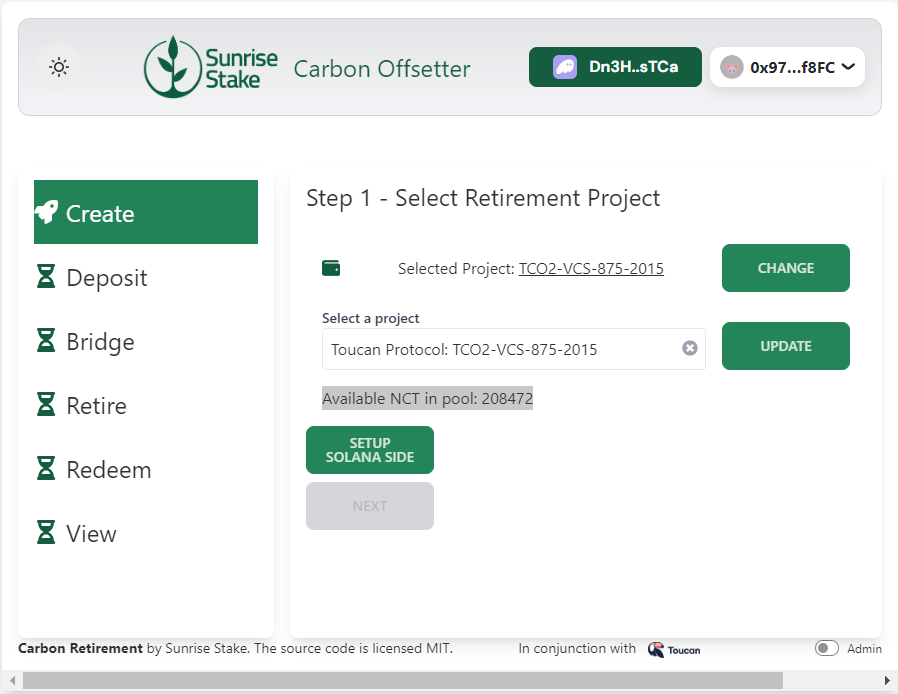 Sunrise
Stake
Carbon Offsetter
Dn3H..sTCa
0x97...f8FC
Create
Deposit
Bridge
Retire
Redeem
View
Step 1 - Select Retirement Project
Selected Project: TCO2-VCS-875-2015
CHANGE
Select a project
Toucan Protocol: TCO2-VCS-875-2015
UPDATE
Available NCT in pool: 208472
SETUP
SOLANA SIDE
NEXT
Carbon Retirement by Sunrise Stake. The source code is licensed MIT.
In conjunction with Toucan
Admin